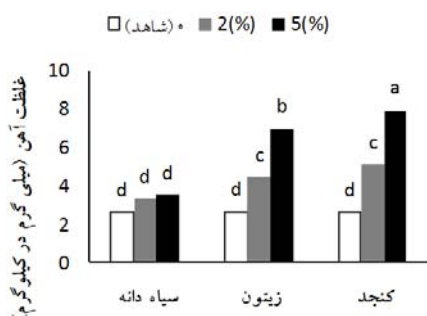 ۰ (شاهد) 2(%) 5(%)
غلظت آهن (میلی گرم در کیلوگرم)
10
8
6
4
2
0
d d d
d c b
d c a
سیاه دانه زیتون کنجد